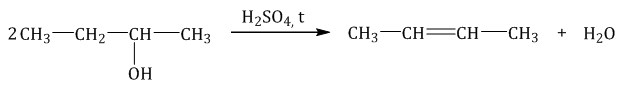 H₂SO₄, t
2 CH₃—CH₂—CH—CH₃ ⟶ CH₃—CH=CH—CH₃ + H₂O
OH